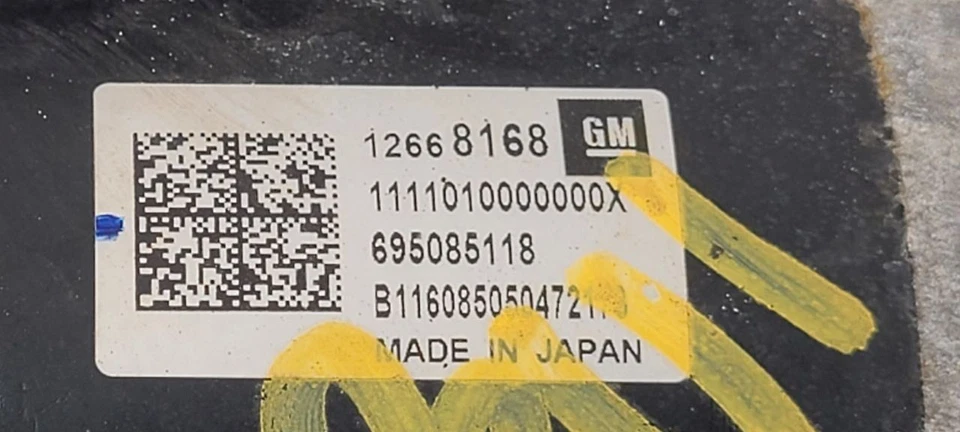 12668168 GM
1111010000000X
695085118
MADE IN JAPAN